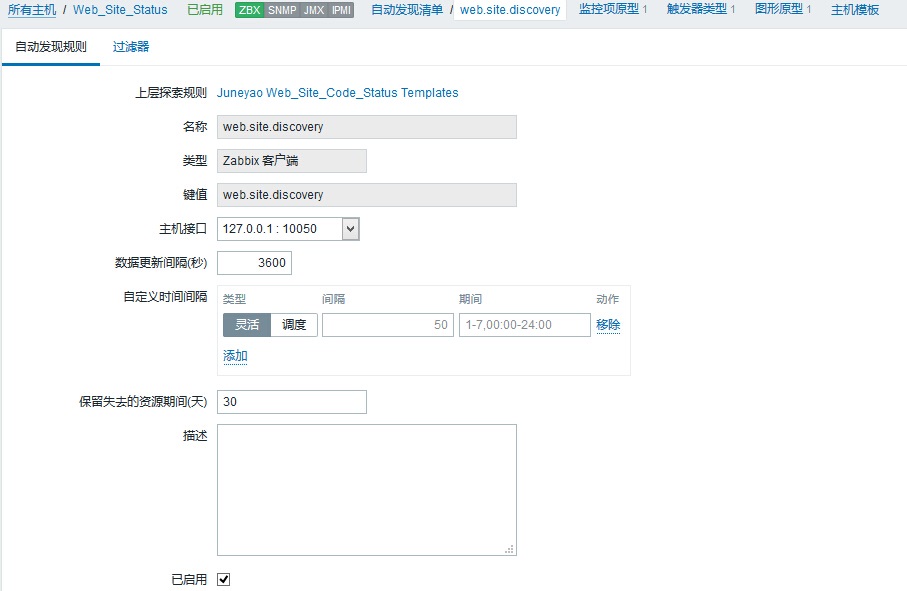 所有主机 / Web_Site_Status 已启用 ZBX SNMP JMX IPMI 自动发现清单 / web.site.discovery 监控项原型 1 触发器类型 1 图形原型 1 主机模板
自动发现规则 过滤器
上层探索规则 Juneyao Web_Site_Code_Status Templates
名称 web.site.discovery
类型 Zabbix 客户端
键值 web.site.discovery
主机接口 127.0.0.1 : 10050
数据更新间隔(秒) 3600
自定义时间间隔 类型 间隔 期间 动作
灵活 调度 50 1-7,00:00-24:00 移除
添加
保留失去的资源期间(天) 30
描述
已启用